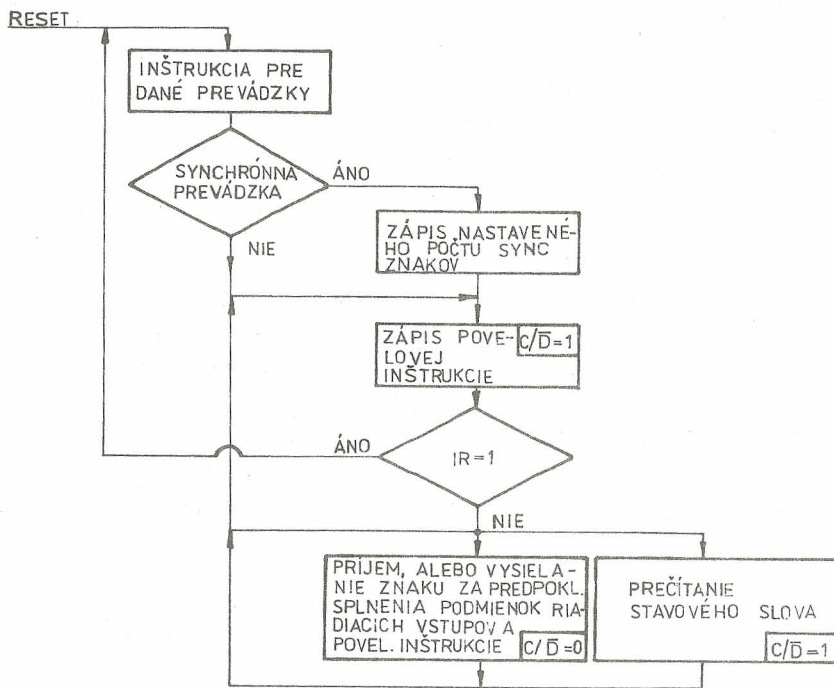 RESET
INŠTRUKCIA PRE
DANÉ PREVÁDZKY
SYNCHRÓNNA
PREVÁDZKA
ÁNO
NIE
ZÁPIS NASTAVENÉ-
HO POČTU SYNC
ZNAKOV
ZÁPIS POVE-
LOVEJ
INŠTRUKCIE
C/D̅=1
ÁNO
IR=1
NIE
PRÍJEM, ALEBO VYSIELA-
NIE ZNAKU ZA PREDPOKL.
SPLNENIA PODMIENOK RIA-
DIACICH VSTUPOV A
POVEL. INŠTRUKCIE
C/D̅=0
PREČÍTANIE
STAVOVÉHO SLOVA
C/D̅=1